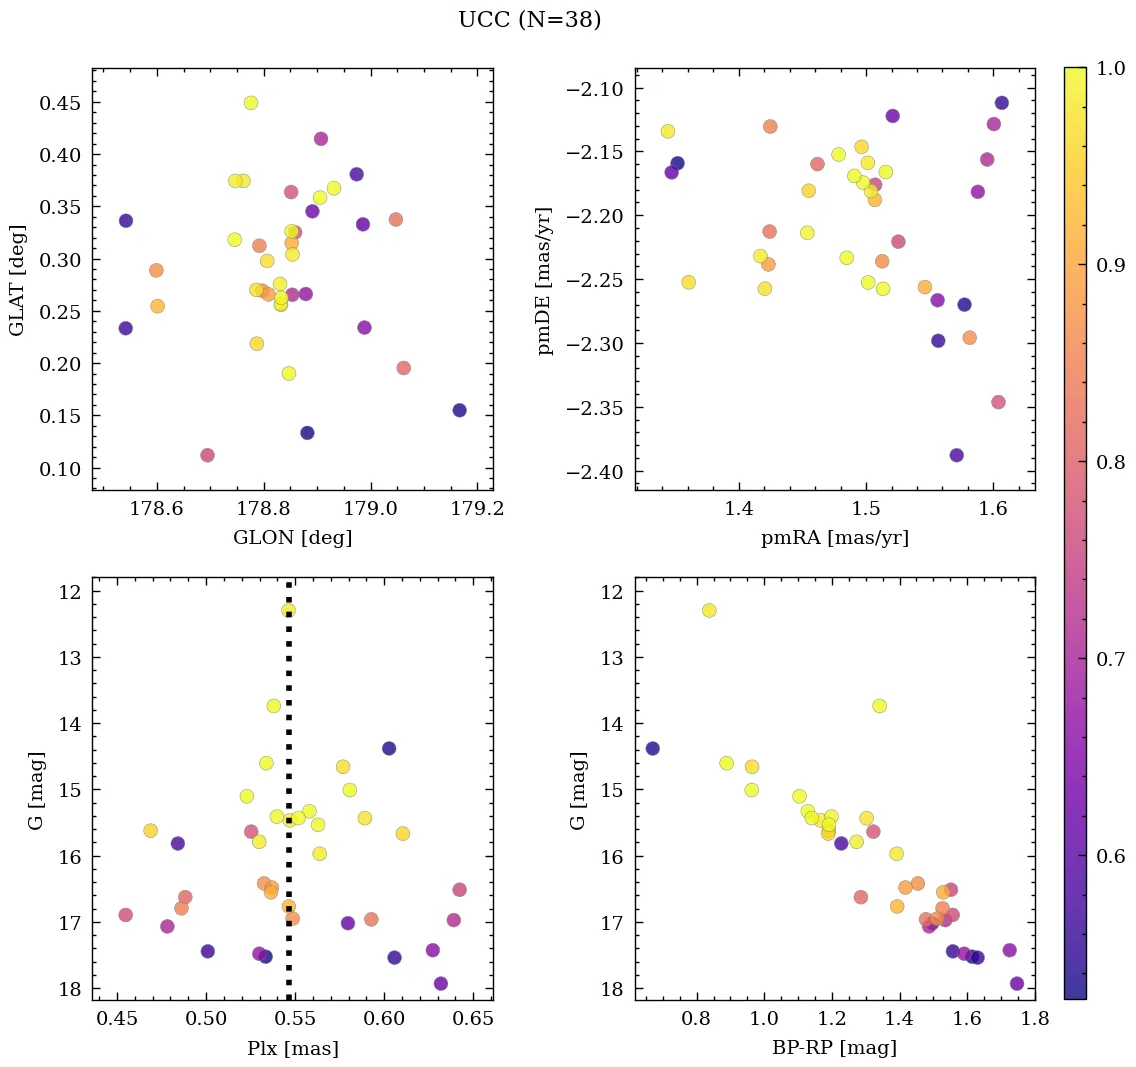 UCC (N=38)
0.45
0.40
0.35
0.30
0.25
0.20
0.15
0.10
GLAT [deg]
178.6 178.8 179.0 179.2
GLON [deg]
−2.10
−2.15
−2.20
−2.25
−2.30
−2.35
−2.40
pmDE [mas/yr]
1.4 1.5 1.6
pmRA [mas/yr]
12
13
14
15
16
17
18
G [mag]
0.45 0.50 0.55 0.60 0.65
Plx [mas]
12
13
14
15
16
17
18
G [mag]
0.8 1.0 1.2 1.4 1.6 1.8
BP-RP [mag]
1.0
0.9
0.8
0.7
0.6